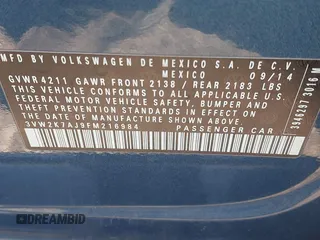 MFD BY VOLKSWAGEN DE MEXICO S.A. DE C.V.
MEXICO 09/14
GVWR 4211 GAWR FRONT 2138 / REAR 2183 LBS
THIS VEHICLE CONFORMS TO ALL APPLICABLE U.S.
FEDERAL MOTOR VEHICLE SAFETY, BUMPER AND
THEFT PREVENTION STANDARDS IN EFFECT ON THE
DATE OF MANUFACTURE SHOWN ABOVE.
3VW2K7AJ9FM216984 PASSENGER CAR
DREAMBID